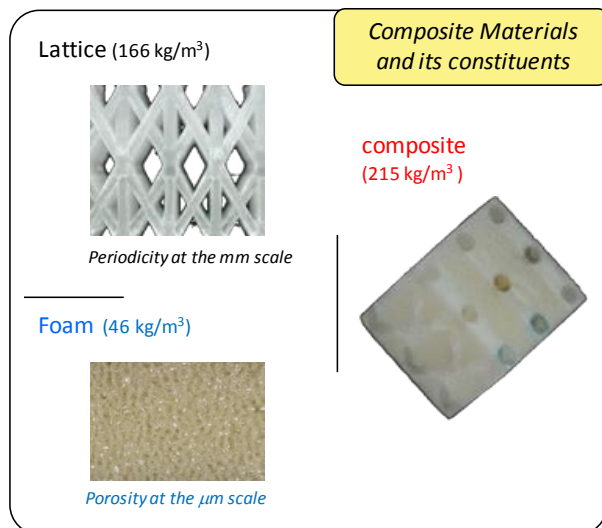 Composite Materials
and its constituents
Lattice (166 kg/m³)
Periodicity at the mm scale
Foam (46 kg/m³)
Porosity at the μm scale
composite
(215 kg/m³ )